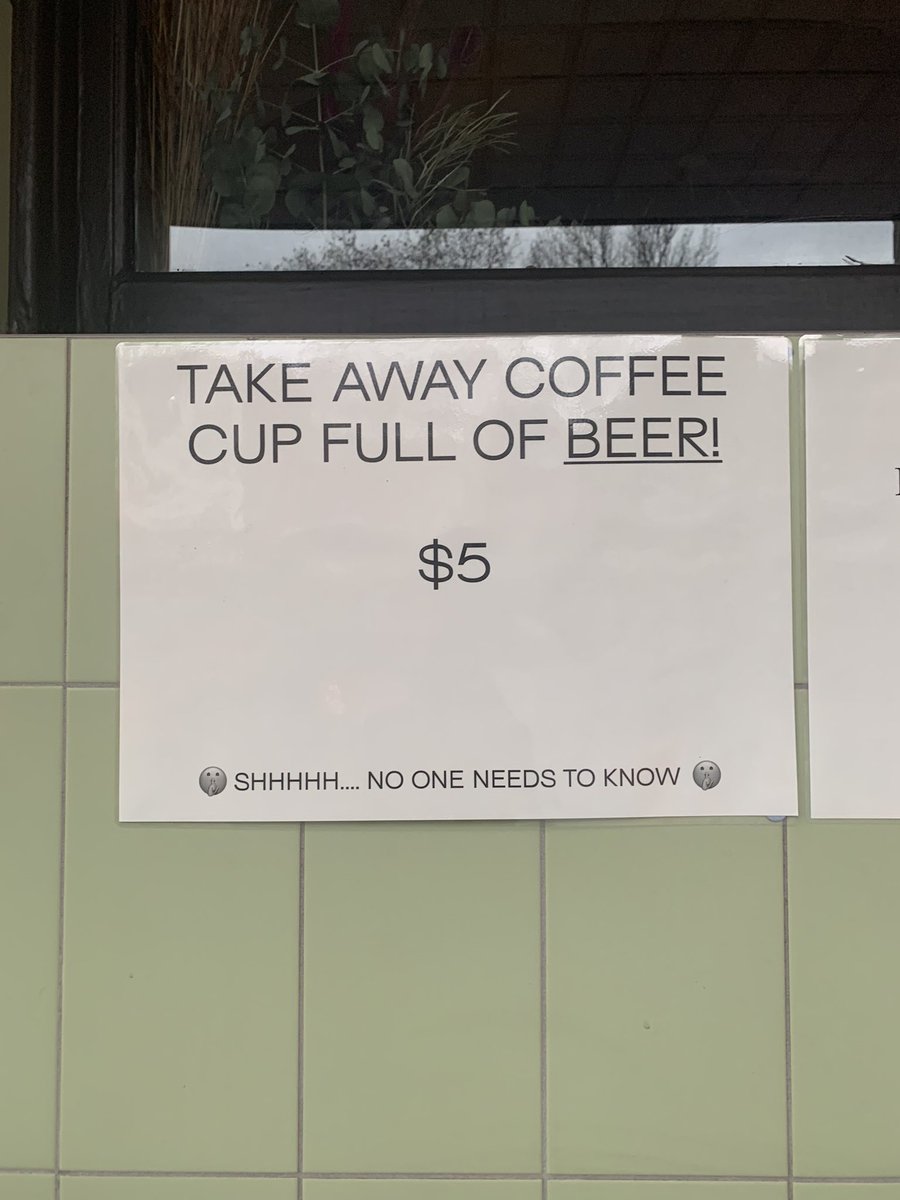 TAKE AWAY COFFEE
CUP FULL OF BEER!
$5
🤫 SHHHHH.... NO ONE NEEDS TO KNOW 🤫